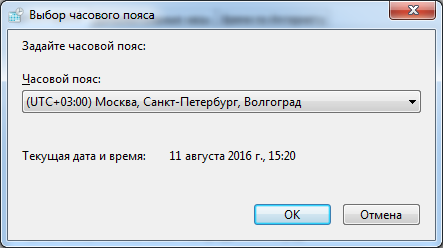 Выбор часового пояса
Задайте часовой пояс:
Часовой пояс:
(UTC+03:00) Москва, Санкт-Петербург, Волгоград
Текущая дата и время: 11 августа 2016 г., 15:20
ОК Отмена